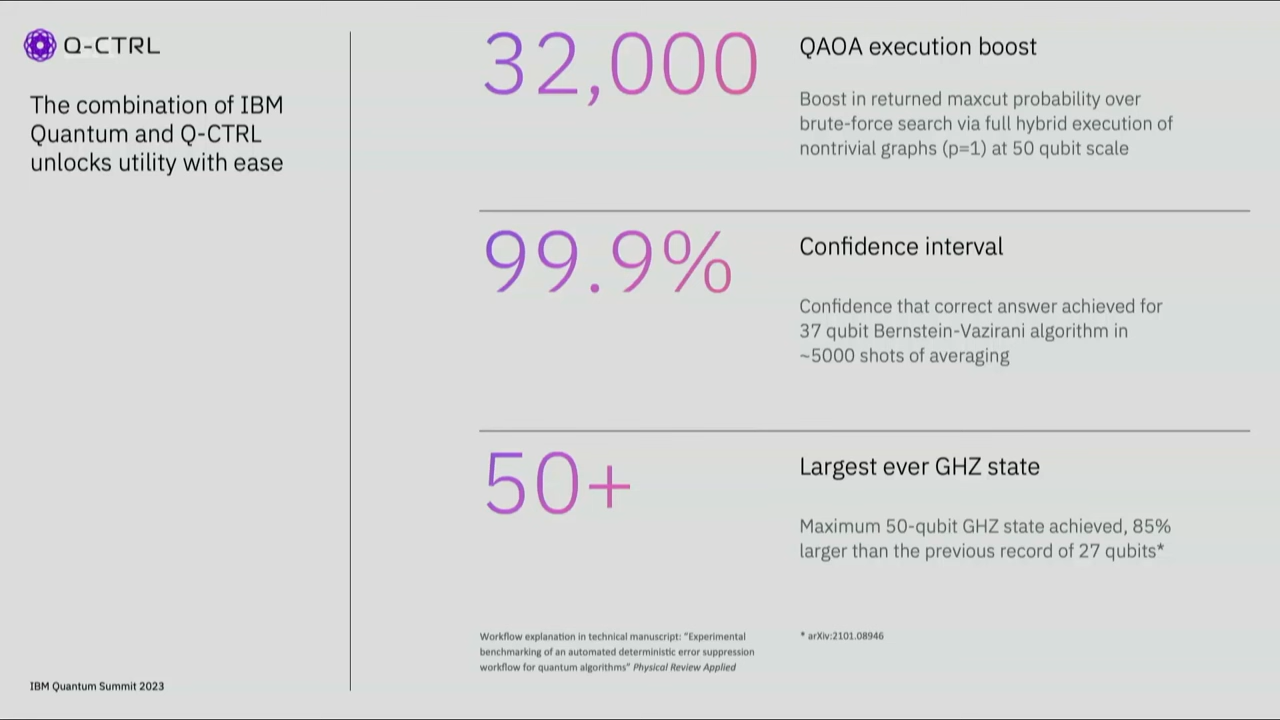 Q-CTRL
The combination of IBM
Quantum and Q-CTRL
unlocks utility with ease
32,000
QAOA execution boost
Boost in returned maxcut probability over
brute-force search via full hybrid execution of
nontrivial graphs (p=1) at 50 qubit scale
99.9%
Confidence interval
Confidence that correct answer achieved for
37 qubit Bernstein-Vazirani algorithm in
~5000 shots of averaging
50+
Largest ever GHZ state
Maximum 50-qubit GHZ state achieved, 85%
larger than the previous record of 27 qubits*
Workflow explanation in technical manuscript: "Experimental
benchmarking of an automated deterministic error suppression
workflow for quantum algorithms" Physical Review Applied
* arXiv:2101.08946
IBM Quantum Summit 2023